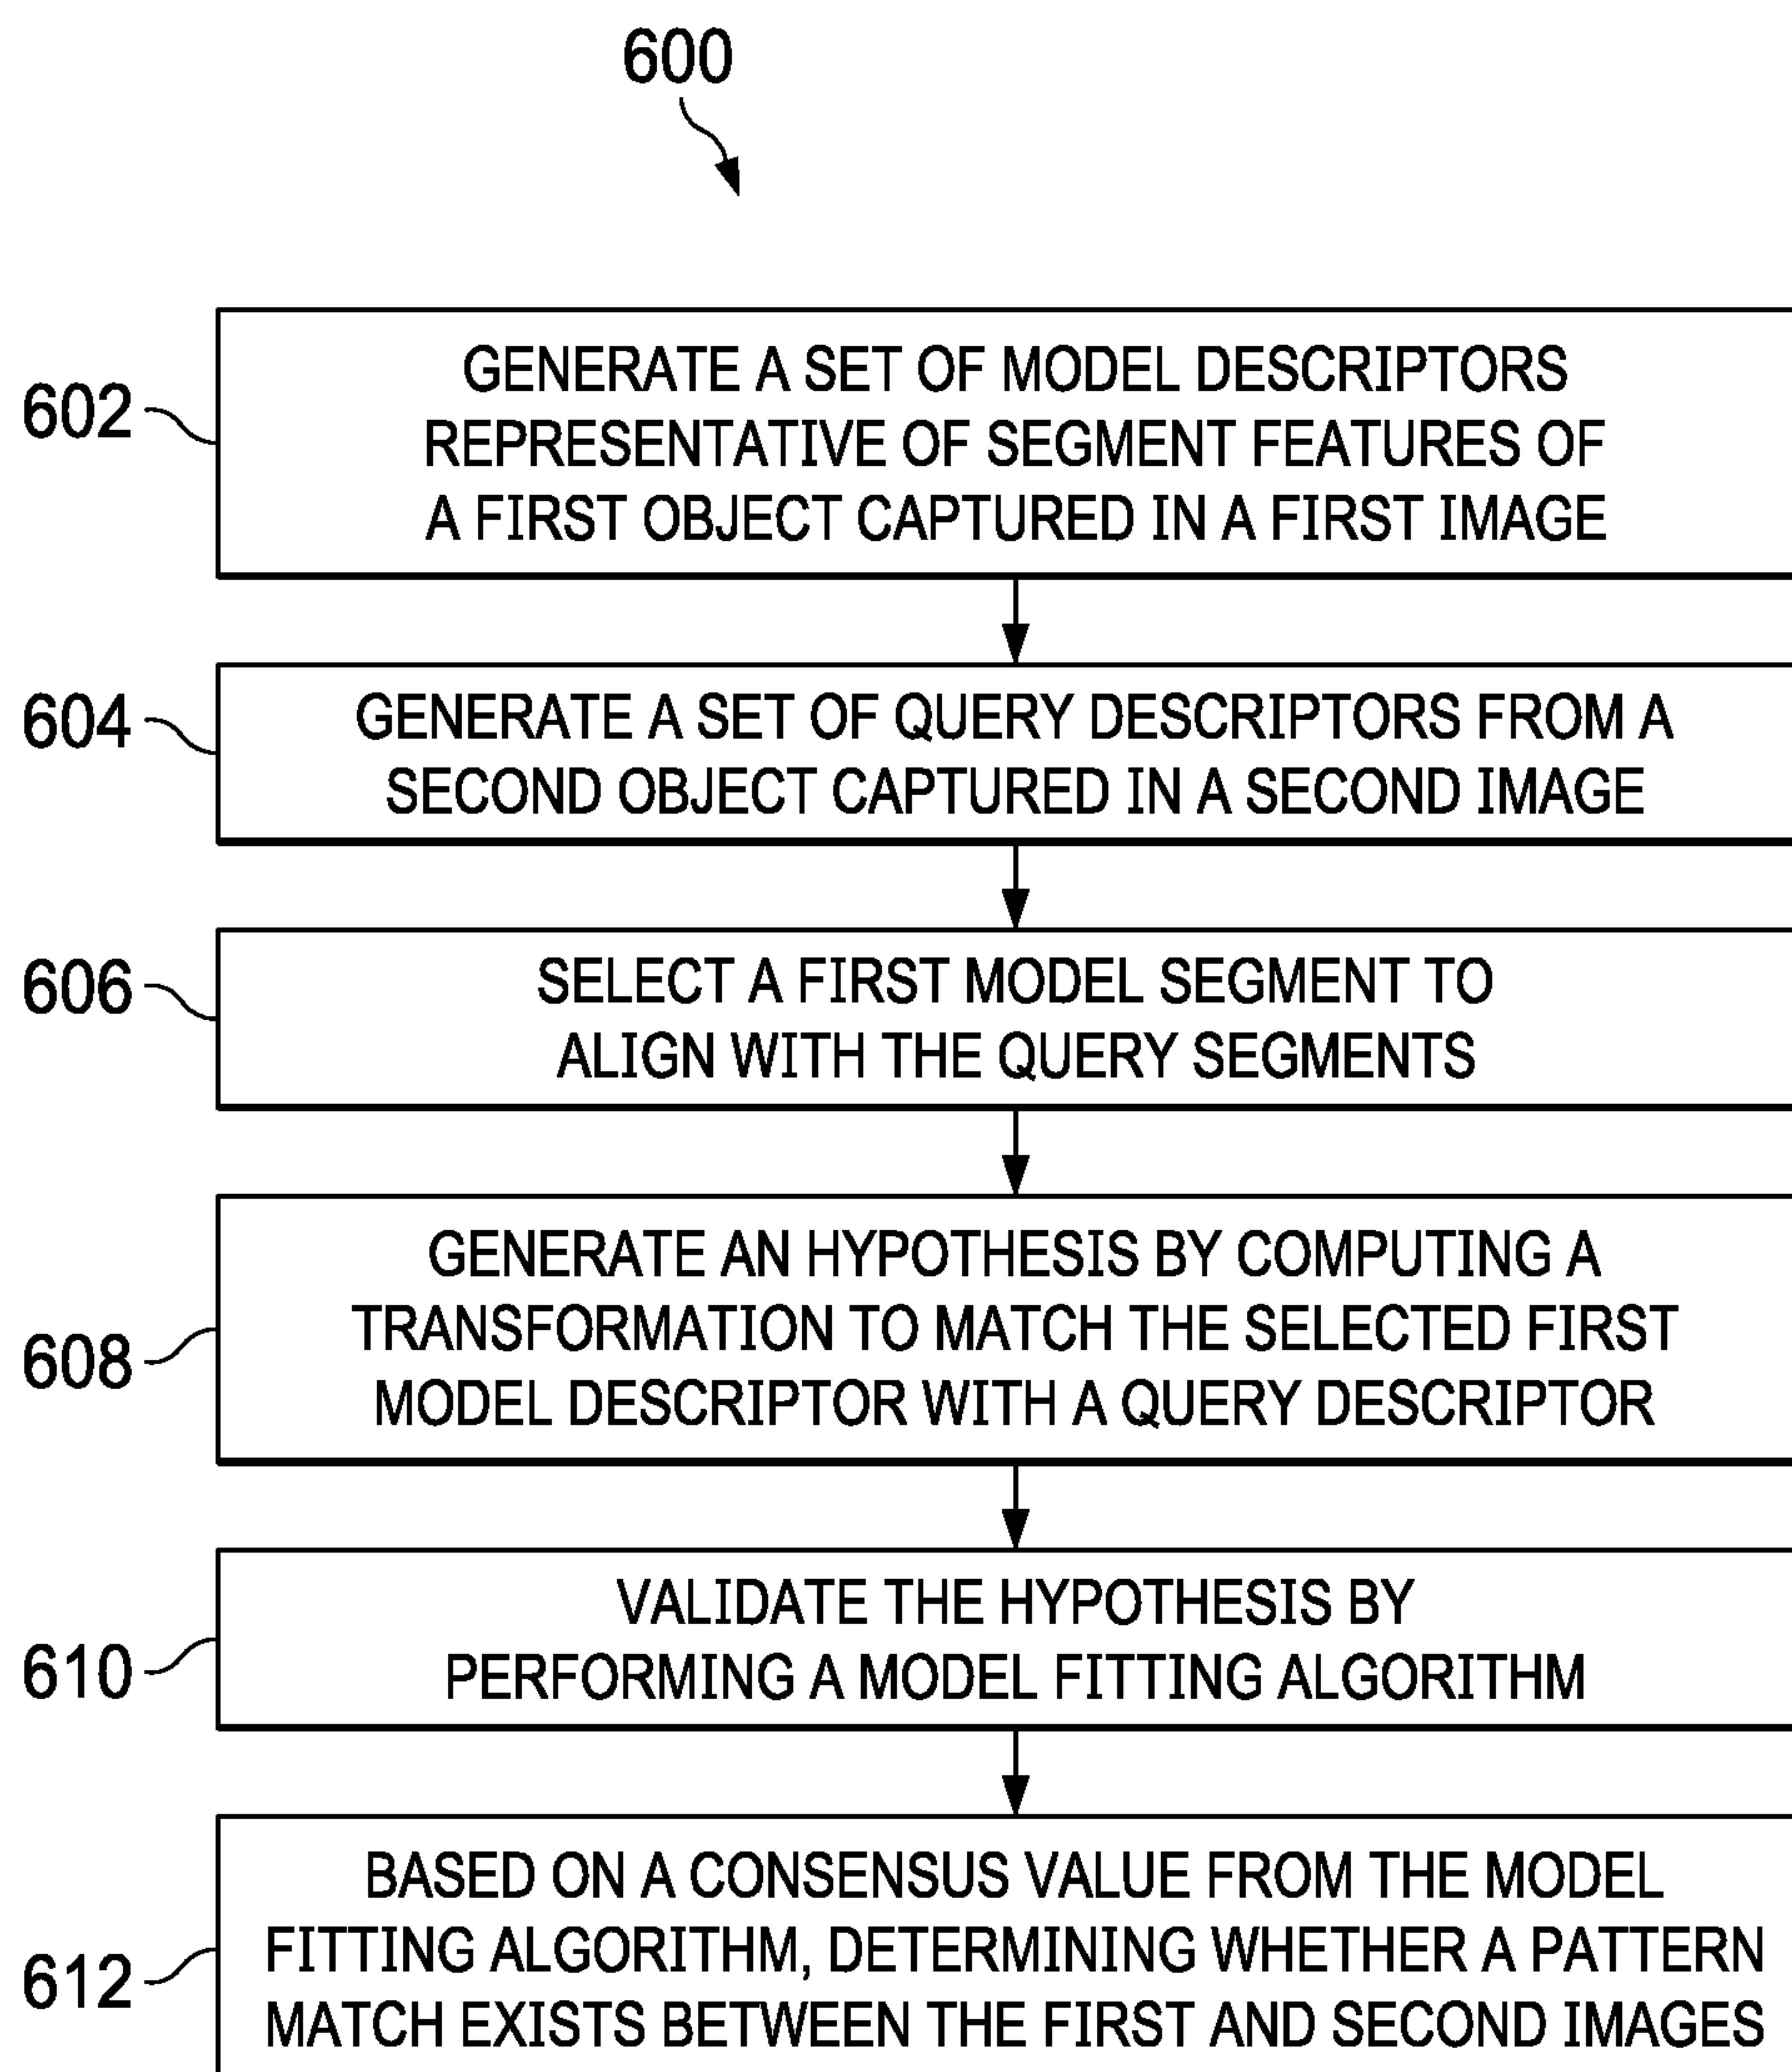 600
602
GENERATE A SET OF MODEL DESCRIPTORS
REPRESENTATIVE OF SEGMENT FEATURES OF
A FIRST OBJECT CAPTURED IN A FIRST IMAGE
604
GENERATE A SET OF QUERY DESCRIPTORS FROM A
SECOND OBJECT CAPTURED IN A SECOND IMAGE
606
SELECT A FIRST MODEL SEGMENT TO
ALIGN WITH THE QUERY SEGMENTS
608
GENERATE AN HYPOTHESIS BY COMPUTING A
TRANSFORMATION TO MATCH THE SELECTED FIRST
MODEL DESCRIPTOR WITH A QUERY DESCRIPTOR
610
VALIDATE THE HYPOTHESIS BY
PERFORMING A MODEL FITTING ALGORITHM
612
BASED ON A CONSENSUS VALUE FROM THE MODEL
FITTING ALGORITHM, DETERMINING WHETHER A PATTERN
MATCH EXISTS BETWEEN THE FIRST AND SECOND IMAGES